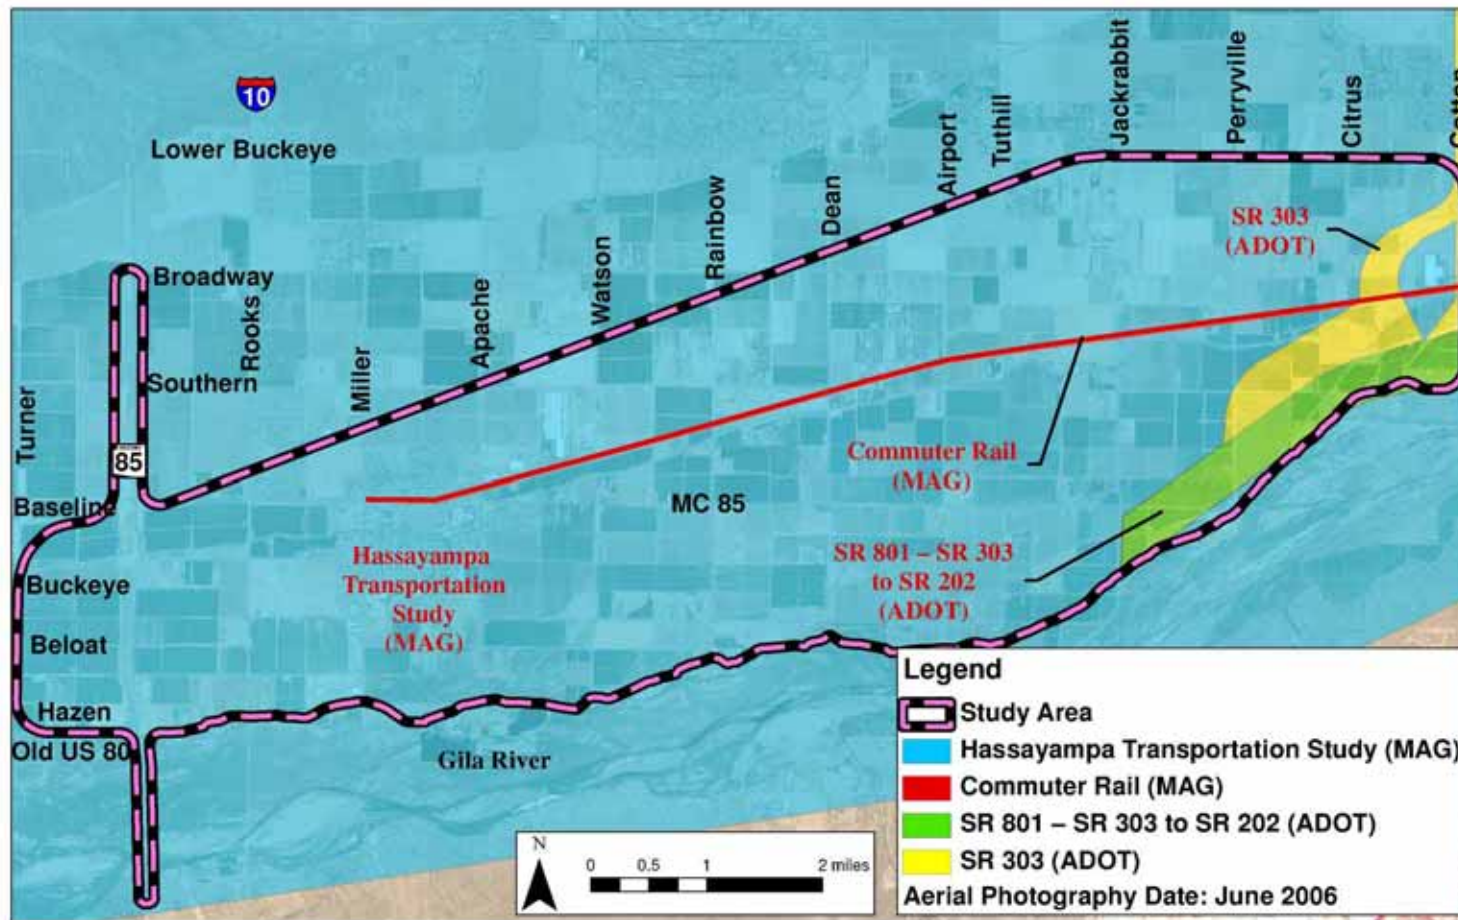 10
Lower Buckeye
Jackrabbit
Perryville
Citrus
Airport
Tuthill
Rainbow
Dean
SR 303
(ADOT)
Broadway
Rooks
Watson
Apache
Miller
Southern
Turner
85
Commuter Rail
(MAG)
Baseline
MC 85
Hassayampa
Transportation
Study
(MAG)
SR 801 – SR 303
to SR 202
(ADOT)
Buckeye
Beloat
Hazen
Old US 80
Gila River
Legend
Study Area
Hassayampa Transportation Study (MAG)
Commuter Rail (MAG)
SR 801 – SR 303 to SR 202 (ADOT)
SR 303 (ADOT)
Aerial Photography Date: June 2006
N
0 0.5 1 2 miles